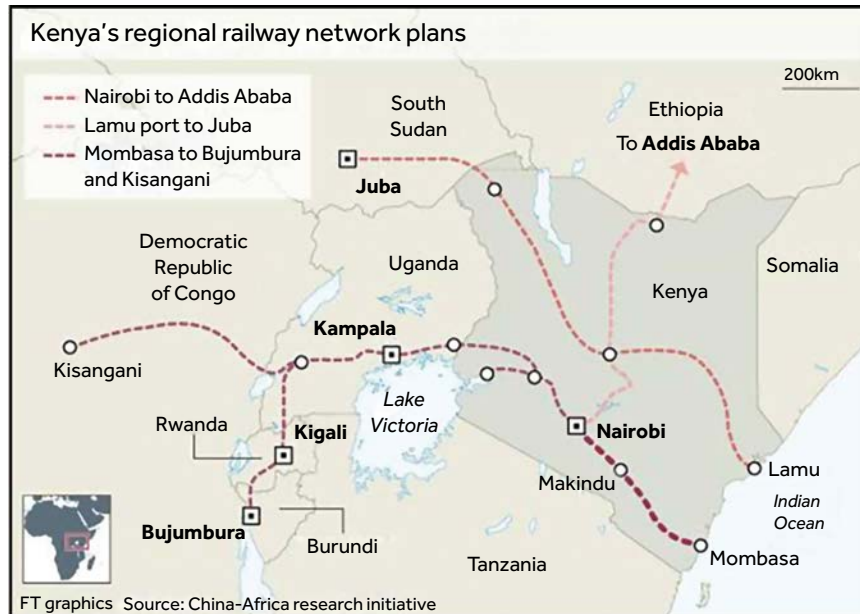 Kenya's regional railway network plans
200km
Nairobi to Addis Ababa
Lamu port to Juba
Mombasa to Bujumbura
and Kisangani
South
Sudan
Ethiopia
To Addis Ababa
Juba
Democratic
Republic
of Congo
Uganda
Somalia
Kenya
Kampala
Kisangani
Lake
Victoria
Rwanda
Kigali
Nairobi
Makindu
Lamu
Indian
Ocean
Bujumbura
Burundi
Tanzania
Mombasa
FT graphics Source: China-Africa research initiative